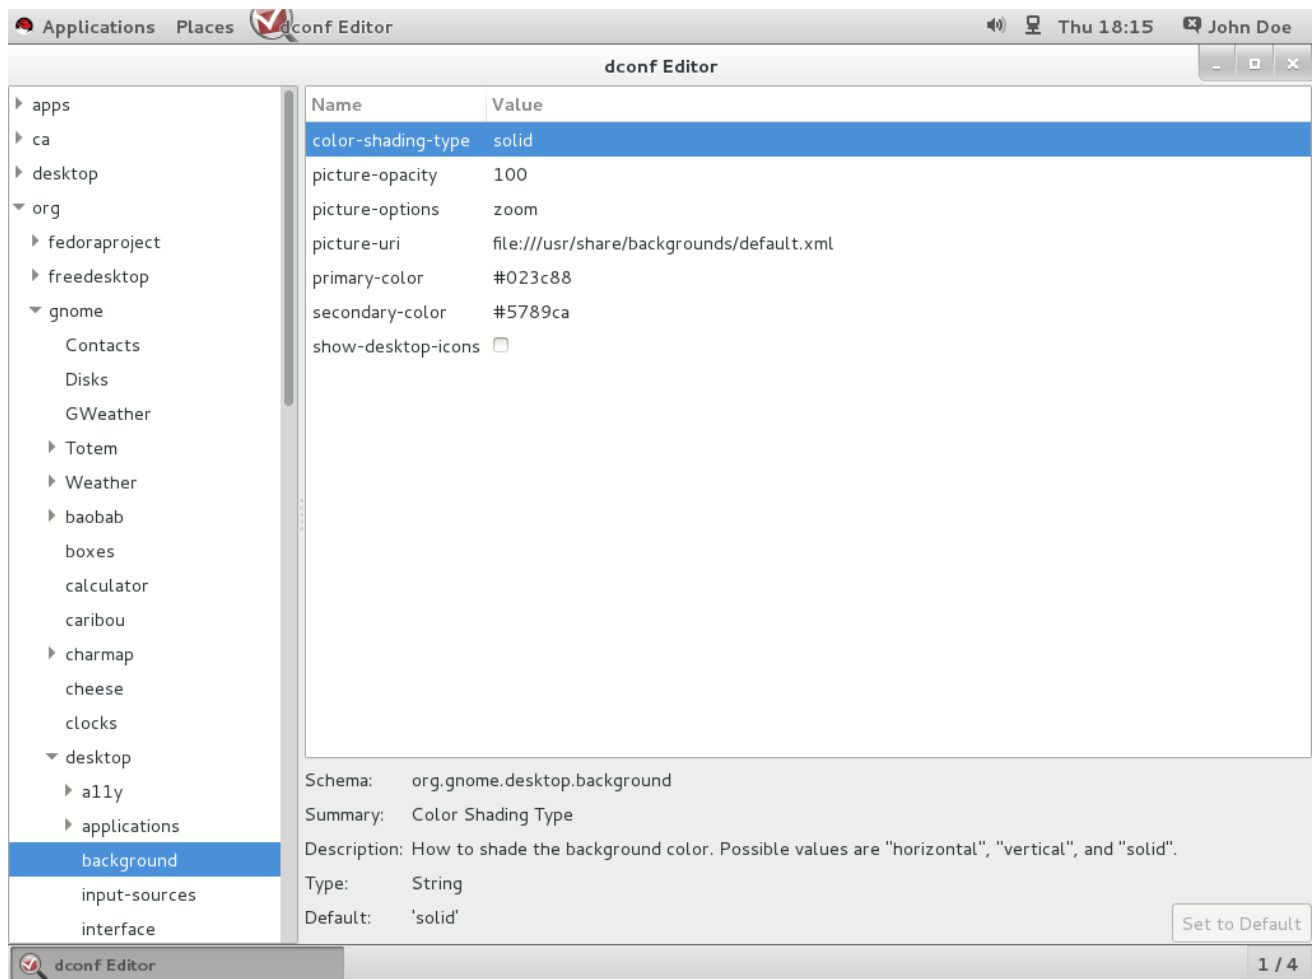 Applications Places dconf Editor Thu 18:15 John Doe
dconf Editor
apps
ca
desktop
org
fedoraproject
freedesktop
gnome
Contacts
Disks
GWeather
Totem
Weather
baobab
boxes
calculator
caribou
charmap
cheese
clocks
desktop
a11y
applications
background
input-sources
interface
Name Value
color-shading-type solid
picture-opacity 100
picture-options zoom
picture-uri file:///usr/share/backgrounds/default.xml
primary-color #023c88
secondary-color #5789ca
show-desktop-icons
Schema: org.gnome.desktop.background
Summary: Color Shading Type
Description: How to shade the background color. Possible values are "horizontal", "vertical", and "solid".
Type: String
Default: 'solid'
Set to Default
dconf Editor 1 / 4